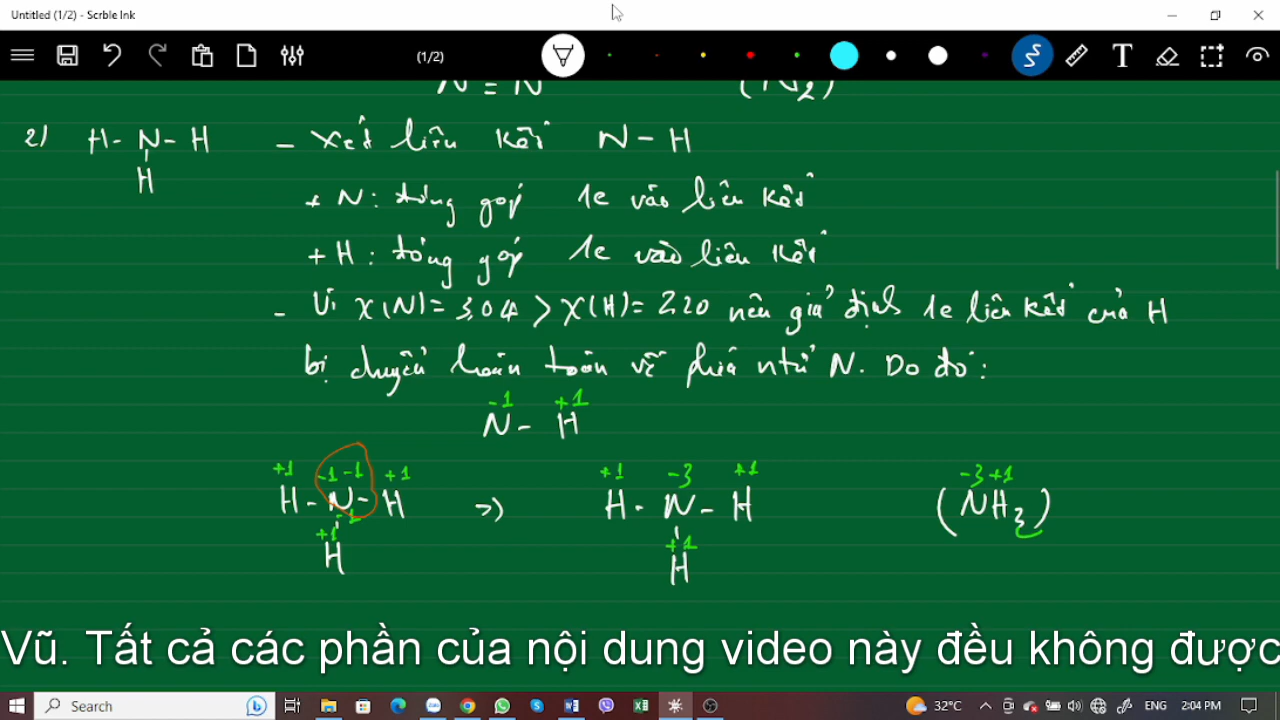 Untitled (1/2) - Scrble Ink
(1/2)
N ≡ N (N2)
2) H - N - H - Xét liên kết N - H
H
+ N: đóng góp 1e vào liên kết
+ H: đóng góp 1e vào liên kết
- Vì χ(N) = 3,04 > χ(H) = 2,20 nên giả định 1e liên kết của H
bị chuyển hoàn toàn về phía ntử N. Do đó:
-1 +1
N - H
+1 -1 -1 +1 +1 -3 +1 -3 +1
H - N - H => H - N - H (NH3)
+1 -1 +1
H H
Vũ. Tất cả các phần của nội dung video này đều không được
Search 32°C ENG 2:04 PM